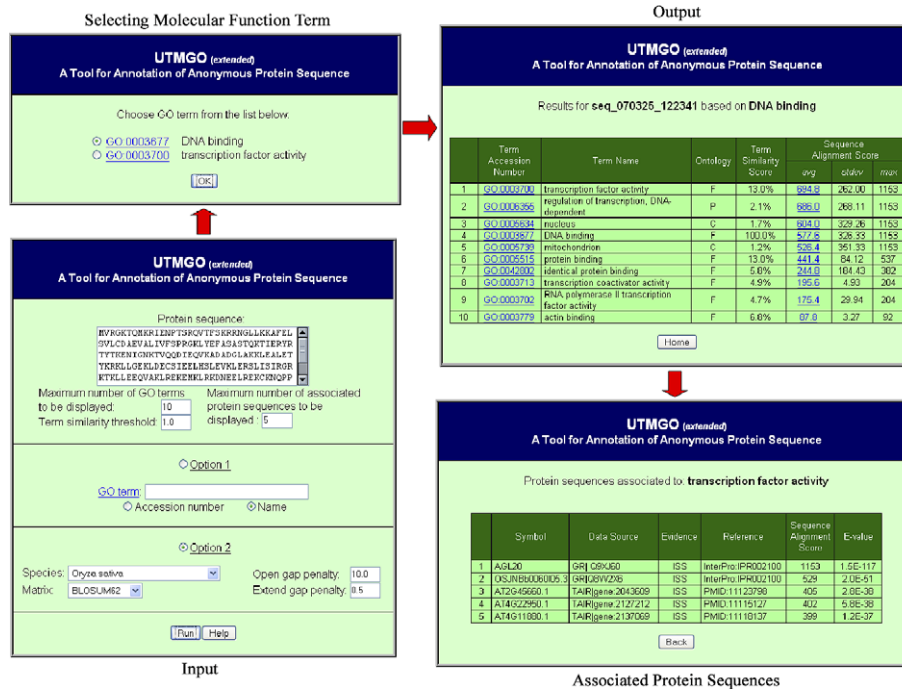 Selecting Molecular Function Term
UTMGO (extended)
A Tool for Annotation of Anonymous Protein Sequence
Choose GO term from the list below.
GO:0003677 DNA binding
GO:0003700 transcription factor activity
OK
Input
UTMGO (extended)
A Tool for Annotation of Anonymous Protein Sequence
Protein sequence:
MVRGKTQMKRIENPTSRQVTFSKRRNGLLKKAFEL
SVLCDAEVALIVFSPRGKLYEFASASTQKTIERYR
TYTKENIGNKTVQQDIEQVKADADGLAKKLEALET
YKRKLLGEKLDECSIEELHSLEVKLERSLISIRGR
KTKLLEEQVAKLREKEMKLRKDNEELREKCKNQPP
Maximum number of GO terms to be displayed: 10
Maximum number of associated protein sequences to be displayed : 5
Term similarity threshold: 1.0
Option 1
GO term:
Accession number Name
Option 2
Species: Oryza sativa
Open gap penalty: 10.0
Matrix: BLOSUM62
Extend gap penalty: 0.5
Run Help
Output
UTMGO (extended)
A Tool for Annotation of Anonymous Protein Sequence
Results for seq_070325_122341 based on DNA binding
Term Accession Number Term Name Ontology Term Similarity Score Sequence Alignment Score
avg stdev max
1 GO:0003700 transcription factor activity F 13.0% 694.8 262.00 1153
2 GO:0006355 regulation of transcription, DNA-dependent P 2.1% 686.0 268.11 1153
3 GO:0005634 nucleus C 1.7% 604.0 329.26 1153
4 GO:0003677 DNA binding F 100.0% 577.6 326.33 1153
5 GO:0005739 mitochondrion C 1.2% 526.4 351.33 1153
6 GO:0005515 protein binding F 13.0% 441.4 84.12 537
7 GO:0042802 identical protein binding F 5.8% 244.8 184.43 382
8 GO:0003713 transcription coactivator activity F 4.9% 195.6 4.93 204
9 GO:0003702 RNA polymerase II transcription factor activity F 4.7% 175.4 29.94 204
10 GO:0003779 actin binding F 6.8% 87.8 3.27 92
Home
UTMGO (extended)
A Tool for Annotation of Anonymous Protein Sequence
Protein sequences associated to: transcription factor activity
Symbol Data Source Evidence Reference Sequence Alignment Score E-value
1 AGL20 GR| Q9XJ60 ISS InterPro:IPR002100 1153 1.5E-117
2 OSJNBb0060I05.3 GR|Q8W2X6 ISS InterPro:IPR002100 529 2.0E-51
3 AT2G45660.1 TAIR|gene:2043609 ISS PMID:11123798 405 2.8E-38
4 AT4G22950.1 TAIR|gene:2127212 ISS PMID:11115127 402 5.8E-38
5 AT4G11880.1 TAIR|gene:2137069 ISS PMID:11118137 399 1.2E-37
Back
Associated Protein Sequences